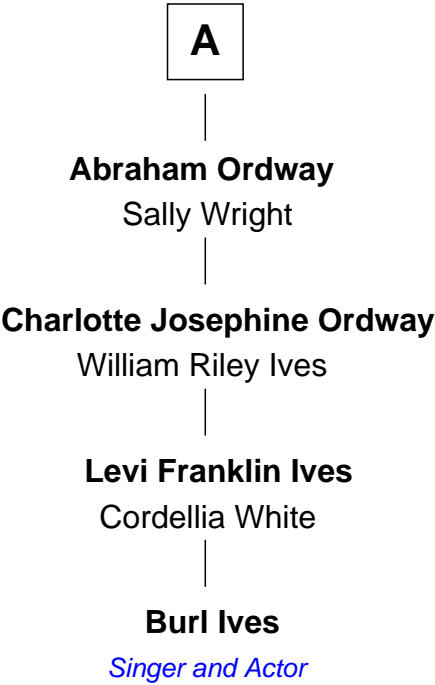 A
Abraham Ordway
Sally Wright
Charlotte Josephine Ordway
William Riley Ives
Levi Franklin Ives
Cordellia White
Burl Ives
Singer and Actor